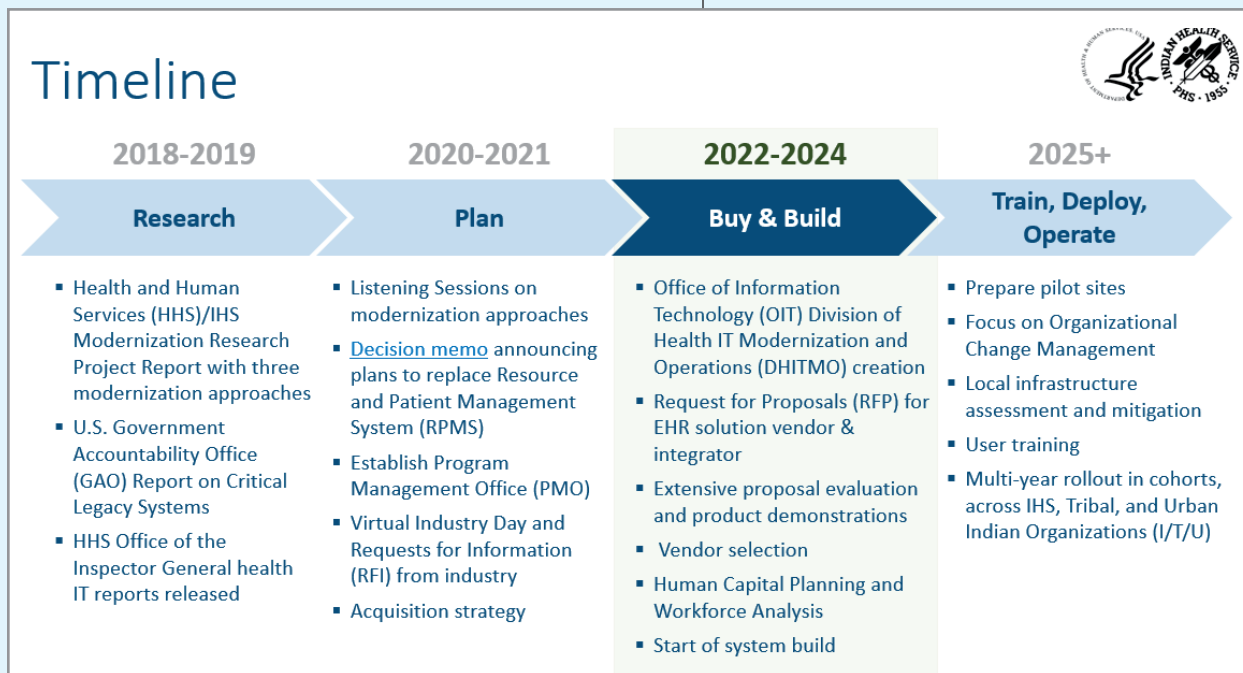 Timeline
DEPARTMENT OF HEALTH & HUMAN SERVICES. USA
INDIAN HEALTH SERVICE
PHS · 1955
2018-2019
Research
▪ Health and Human
Services (HHS)/IHS
Modernization Research
Project Report with three
modernization approaches
▪ U.S. Government
Accountability Office
(GAO) Report on Critical
Legacy Systems
▪ HHS Office of the
Inspector General health
IT reports released
2020-2021
Plan
▪ Listening Sessions on
modernization approaches
▪ Decision memo announcing
plans to replace Resource
and Patient Management
System (RPMS)
▪ Establish Program
Management Office (PMO)
▪ Virtual Industry Day and
Requests for Information
(RFI) from industry
▪ Acquisition strategy
2022-2024
Buy & Build
▪ Office of Information
Technology (OIT) Division of
Health IT Modernization and
Operations (DHITMO) creation
▪ Request for Proposals (RFP) for
EHR solution vendor &
integrator
▪ Extensive proposal evaluation
and product demonstrations
▪ Vendor selection
▪ Human Capital Planning and
Workforce Analysis
▪ Start of system build
2025+
Train, Deploy,
Operate
▪ Prepare pilot sites
▪ Focus on Organizational
Change Management
▪ Local infrastructure
assessment and mitigation
▪ User training
▪ Multi-year rollout in cohorts,
across IHS, Tribal, and Urban
Indian Organizations (I/T/U)